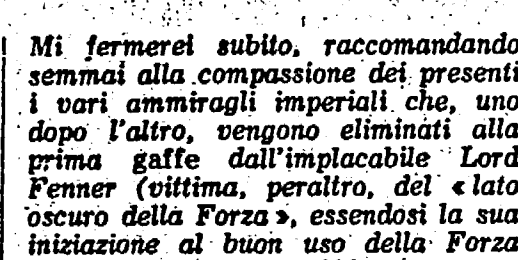 Mi fermerei subito, raccomandando
semmai alla compassione dei presenti
i vari ammiragli imperiali che, uno
dopo l'altro, vengono eliminati alla
prima gaffe dall'implacabile Lord
Fenner (vittima, peraltro, del «lato
oscuro della Forza», essendosi la sua
iniziazione al buon uso della Forza